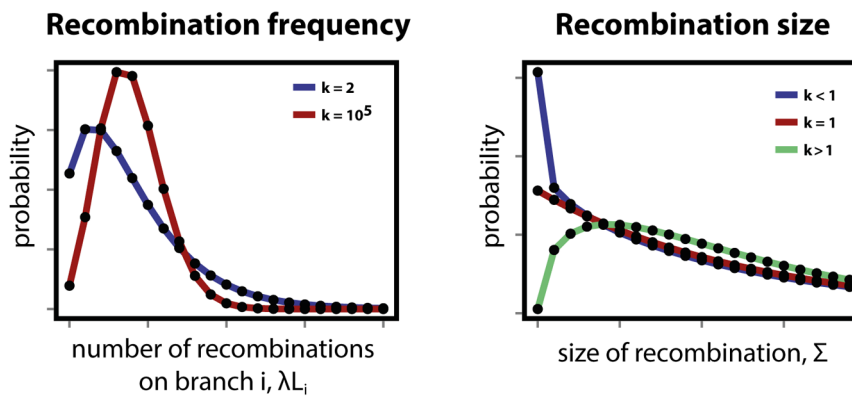 Recombination frequency
probability
k = 2
k = 10⁵
number of recombinations
on branch i, λLᵢ
Recombination size
probability
k < 1
k = 1
k > 1
size of recombination, Σ